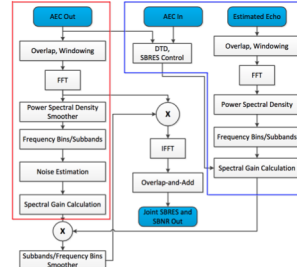 AEC Out
AEC In
Estimated Echo
Overlap, Windowing
DTD,
SBRES Control
Overlap, Windowing
FFT
FFT
Power Spectral Density
Smoother
X
Power Spectral Density
Frequency Bins/Subbands
IFFT
Frequency Bins/Subbands
Noise Estimation
Overlap-and-Add
Spectral Gain Calculation
Spectral Gain Calculation
Joint SBRES and
SBNR Out
X
Subbands/Frequency Bins
Smoother